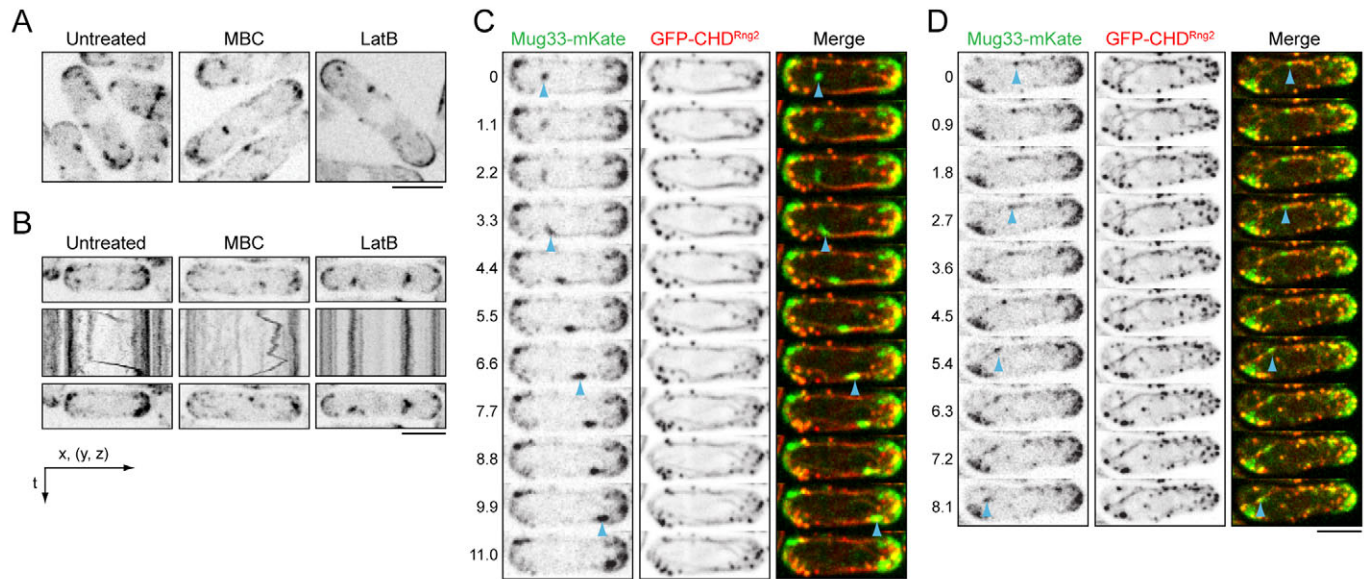 A
Untreated MBC LatB
B
Untreated MBC LatB
x, (y, z)
t
C
Mug33-mKate GFP-CHDRng2 Merge
0
1.1
2.2
3.3
4.4
5.5
6.6
7.7
8.8
9.9
11.0
D
Mug33-mKate GFP-CHDRng2 Merge
0
0.9
1.8
2.7
3.6
4.5
5.4
6.3
7.2
8.1